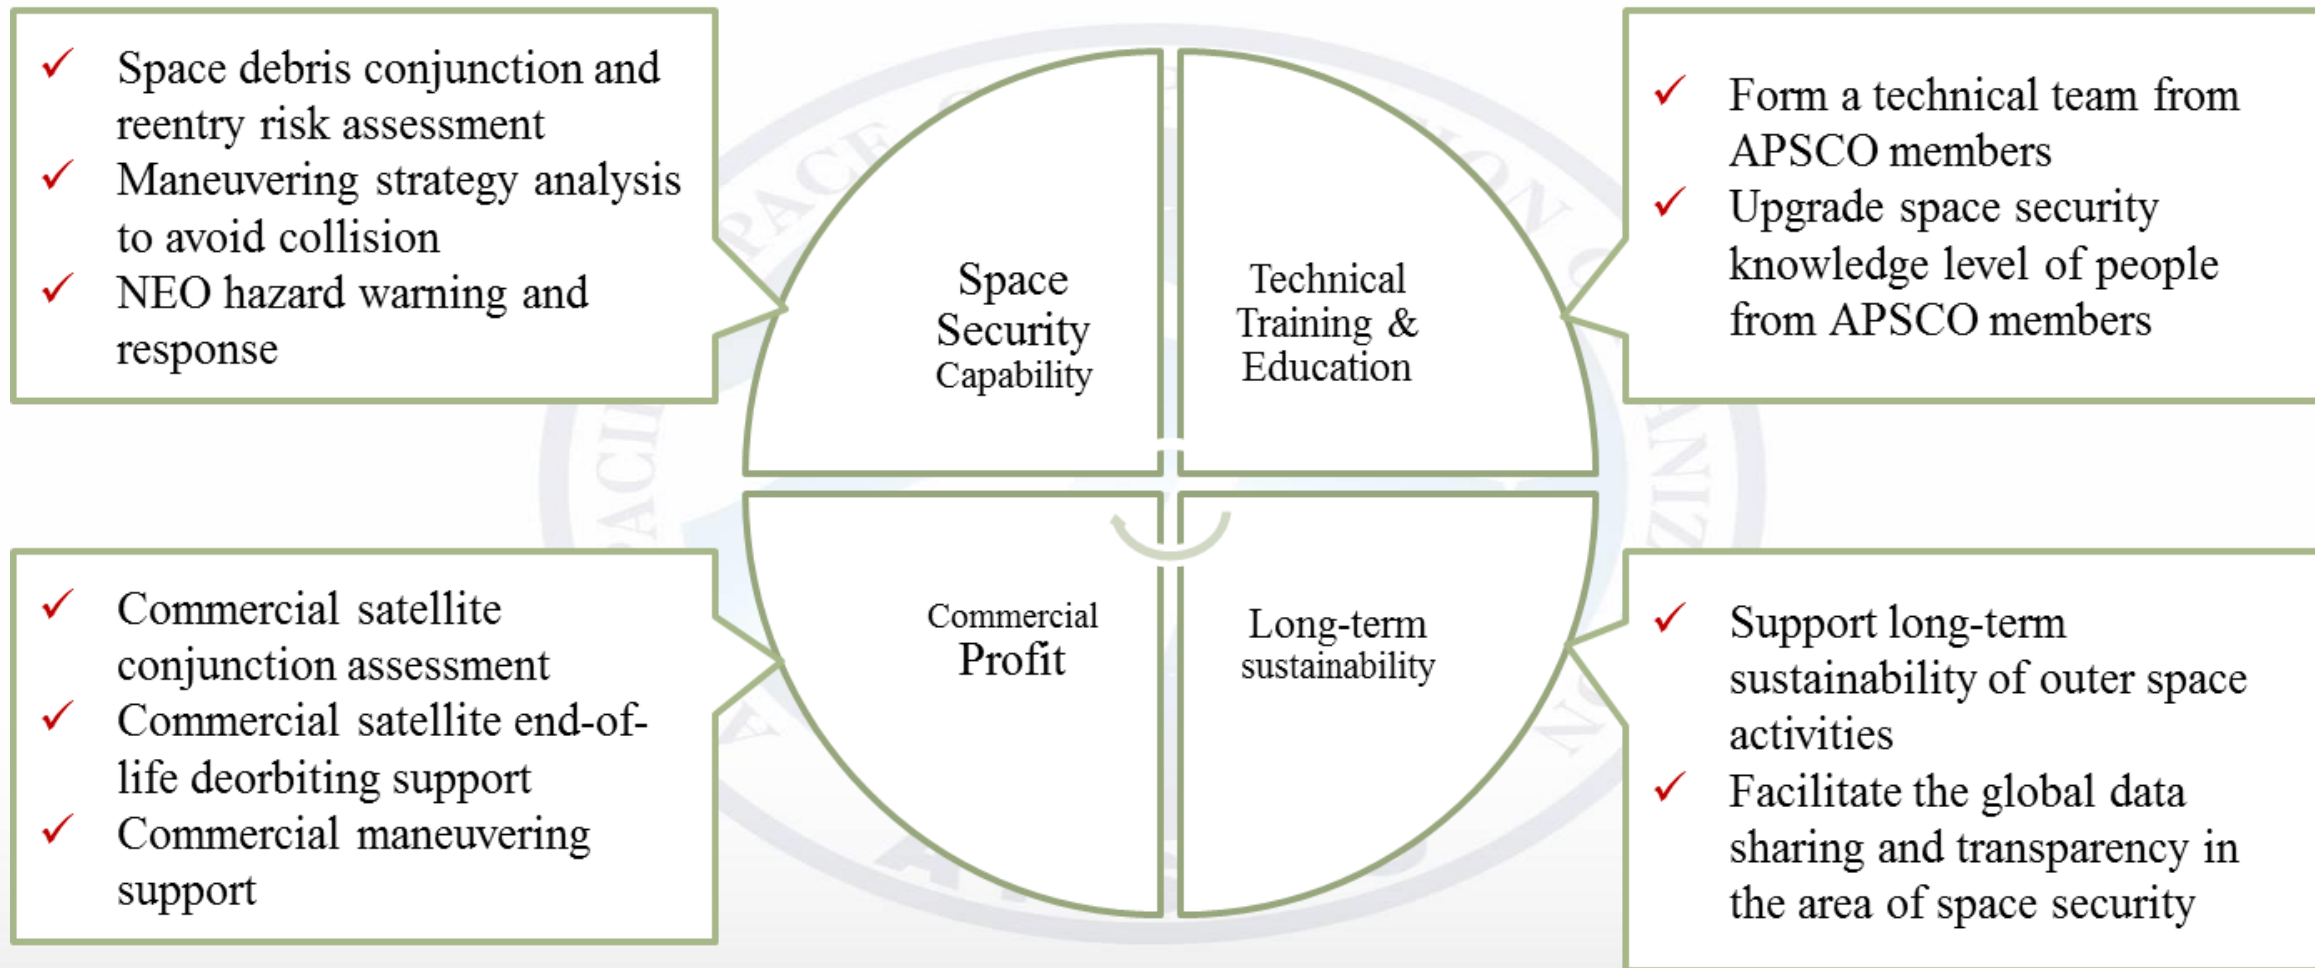 Space debris conjunction and
reentry risk assessment
Maneuvering strategy analysis
to avoid collision
NEO hazard warning and
response
Space
Security
Capability
Technical
Training &
Education
Form a technical team from
APSCO members
Upgrade space security
knowledge level of people
from APSCO members
Commercial satellite
conjunction assessment
Commercial satellite end-of-
life deorbiting support
Commercial maneuvering
support
Commercial
Profit
Long-term
sustainability
Support long-term
sustainability of outer space
activities
Facilitate the global data
sharing and transparency in
the area of space security